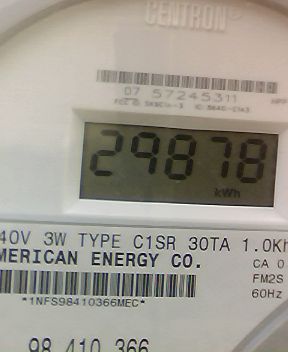 CENTRON®
07 57245311
29878
kWh
40V 3W TYPE C1SR 30TA 1.0Kh
MERICAN ENERGY CO.
CA 0
FM2S
60Hz
*1NFS98410366MEC*
98 410 366